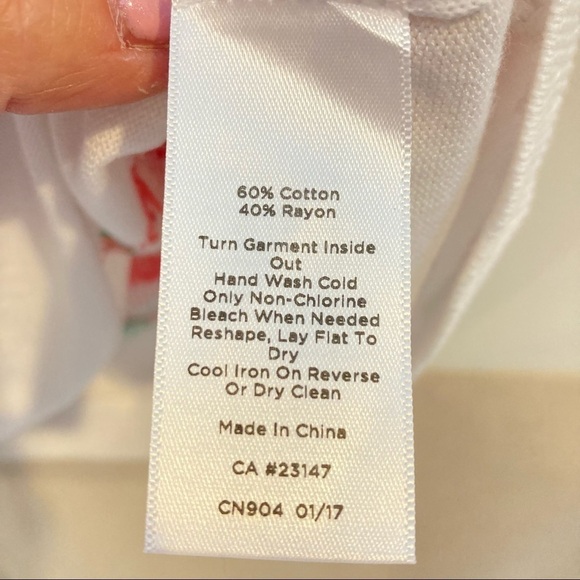 60% Cotton
40% Rayon
Turn Garment Inside
Out
Hand Wash Cold
Only Non-Chlorine
Bleach When Needed
Reshape, Lay Flat To
Dry
Cool Iron On Reverse
Or Dry Clean
Made In China
CA #23147
CN904 01/17